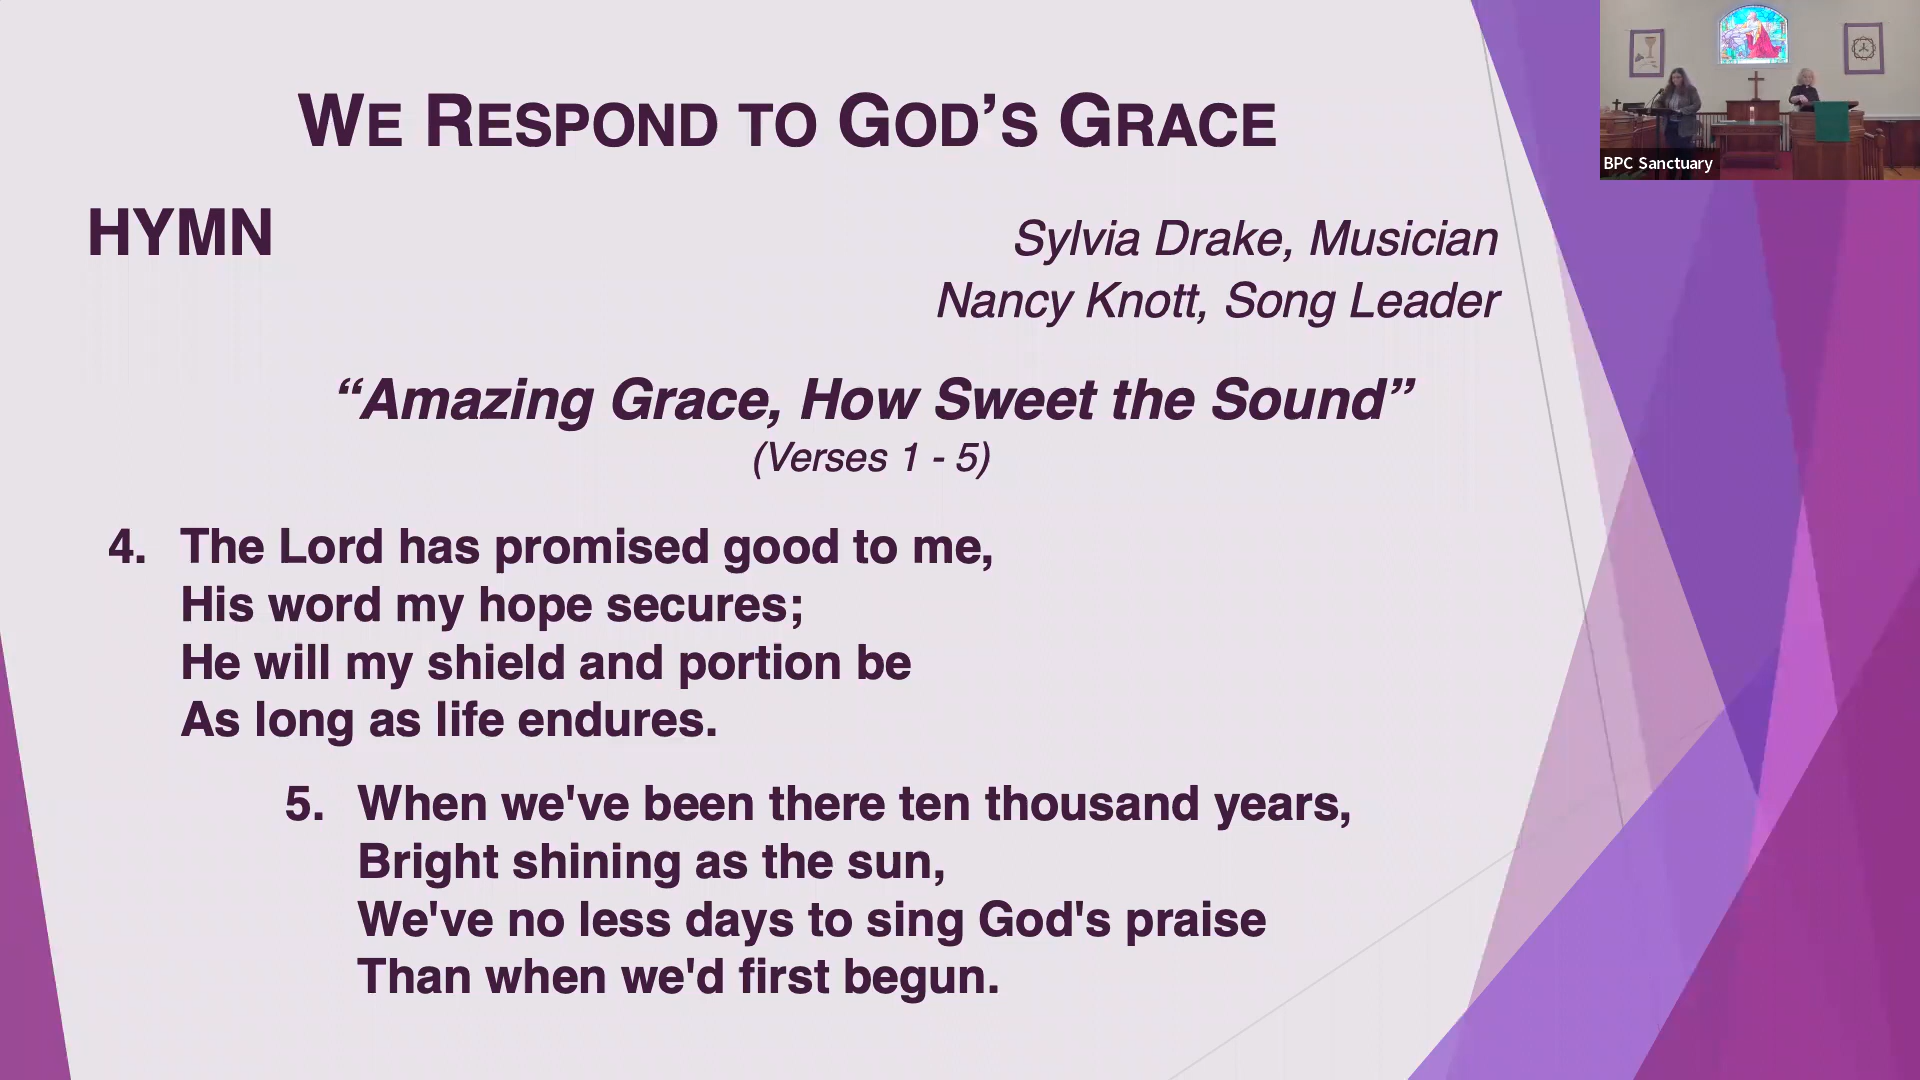 WE RESPOND TO GOD’S GRACE
HYMN
Sylvia Drake, Musician
Nancy Knott, Song Leader
“Amazing Grace, How Sweet the Sound”
(Verses 1 - 5)
4. The Lord has promised good to me,
His word my hope secures;
He will my shield and portion be
As long as life endures.
5. When we've been there ten thousand years,
Bright shining as the sun,
We've no less days to sing God's praise
Than when we'd first begun.
BPC Sanctuary